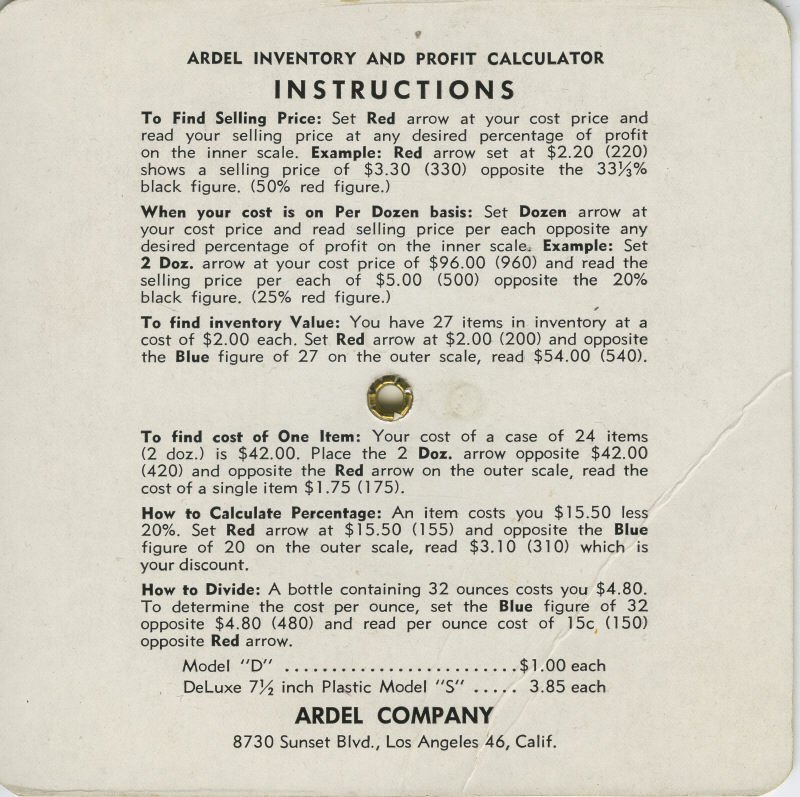 ARDEL INVENTORY AND PROFIT CALCULATOR
INSTRUCTIONS
To Find Selling Price: Set Red arrow at your cost price and
read your selling price at any desired percentage of profit
on the inner scale. Example: Red arrow set at $2.20 (220)
shows a selling price of $3.30 (330) opposite the 33⅓%
black figure. (50% red figure.)
When your cost is on Per Dozen basis: Set Dozen arrow at
your cost price and read selling price per each opposite any
desired percentage of profit on the inner scale. Example: Set
2 Doz. arrow at your cost price of $96.00 (960) and read the
selling price per each of $5.00 (500) opposite the 20%
black figure. (25% red figure.)
To find inventory Value: You have 27 items in inventory at a
cost of $2.00 each. Set Red arrow at $2.00 (200) and opposite
the Blue figure of 27 on the outer scale, read $54.00 (540).
To find cost of One Item: Your cost of a case of 24 items
(2 doz.) is $42.00. Place the 2 Doz. arrow opposite $42.00
(420) and opposite the Red arrow on the outer scale, read the
cost of a single item $1.75 (175).
How to Calculate Percentage: An item costs you $15.50 less
20%. Set Red arrow at $15.50 (155) and opposite the Blue
figure of 20 on the outer scale, read $3.10 (310) which is
your discount.
How to Divide: A bottle containing 32 ounces costs you $4.80.
To determine the cost per ounce, set the Blue figure of 32
opposite $4.80 (480) and read per ounce cost of 15c (150)
opposite Red arrow.
Model "D" .........................$1.00 each
DeLuxe 7½ inch Plastic Model "S" ..... 3.85 each
ARDEL COMPANY
8730 Sunset Blvd., Los Angeles 46, Calif.